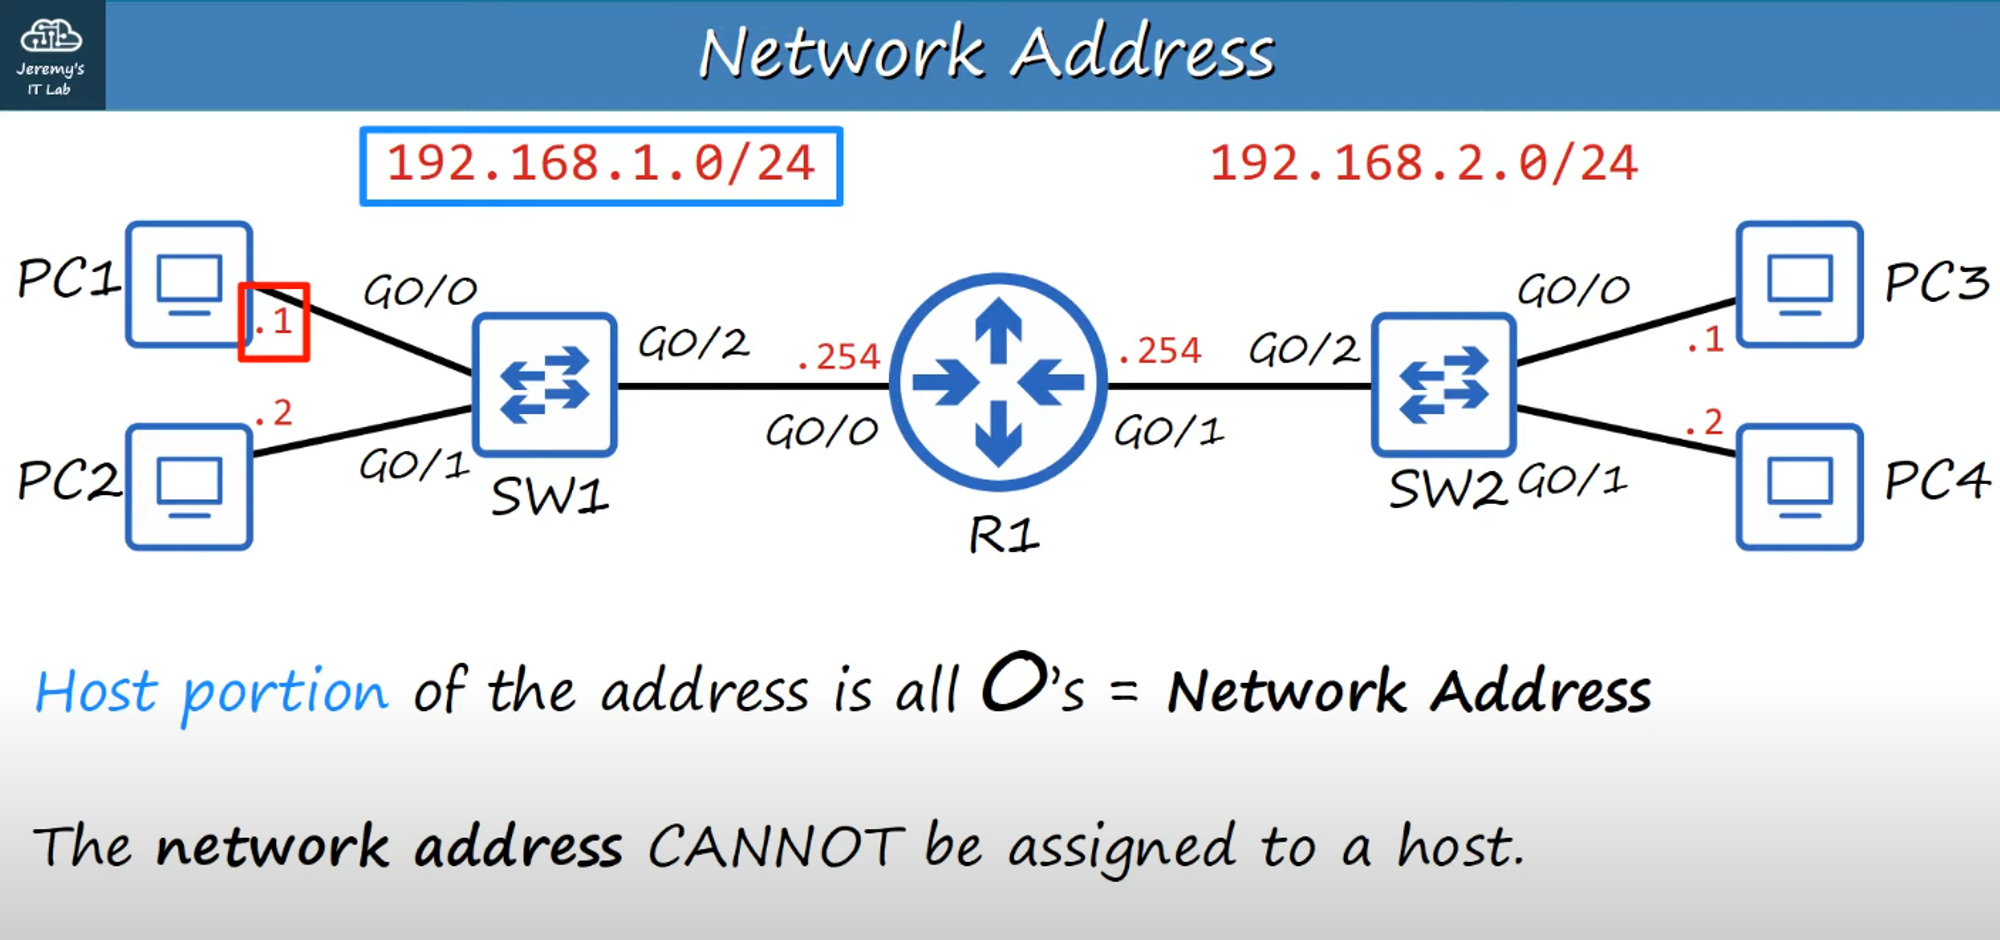 Jeremy's
IT Lab
Network Address
192.168.1.0/24
192.168.2.0/24
PC1
.1
G0/0
PC2
.2
G0/1
SW1
G0/2
.254
G0/0
R1
.254
G0/1
G0/2
SW2
G0/0
.1
PC3
.2
G0/1
PC4
Host portion of the address is all 0's = Network Address
The network address CANNOT be assigned to a host.